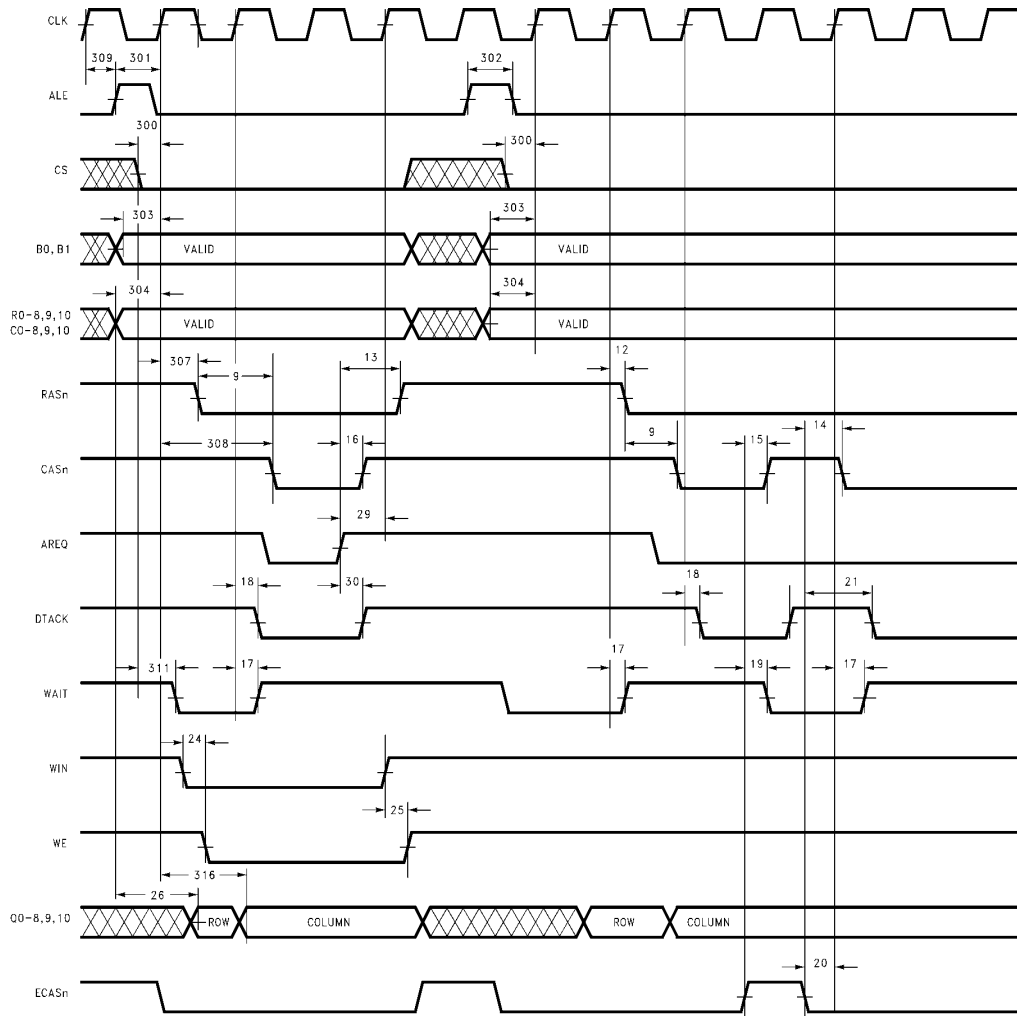 CLK
309 301 302
ALE
300 300
CS
303 303
B0, B1 VALID VALID
304 304
R0-8,9,10
C0-8,9,10
VALID VALID
307 9 13 12
RASn
308 16 9 15 14
CASn
29
AREQ
18 30 18 21
DTACK
311 17 17 19 17
WAIT
24
WIN
25
WE
316
26
Q0-8,9,10 ROW COLUMN ROW COLUMN
20
ECASn